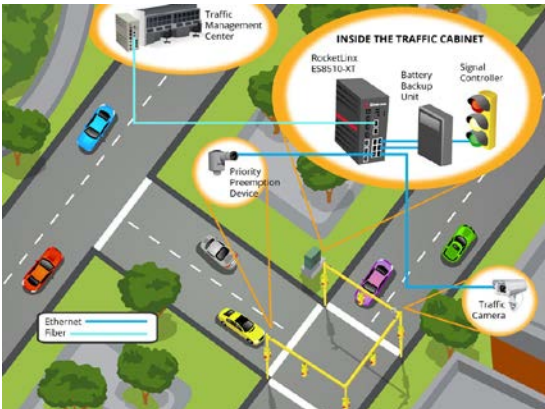 Traffic
Management
Center
INSIDE THE TRAFFIC CABINET
RocketLinx
ES8510-XT
Battery
Backup
Unit
Signal
Controller
Priority
Preemption
Device
Traffic
Camera
Ethernet
Fiber